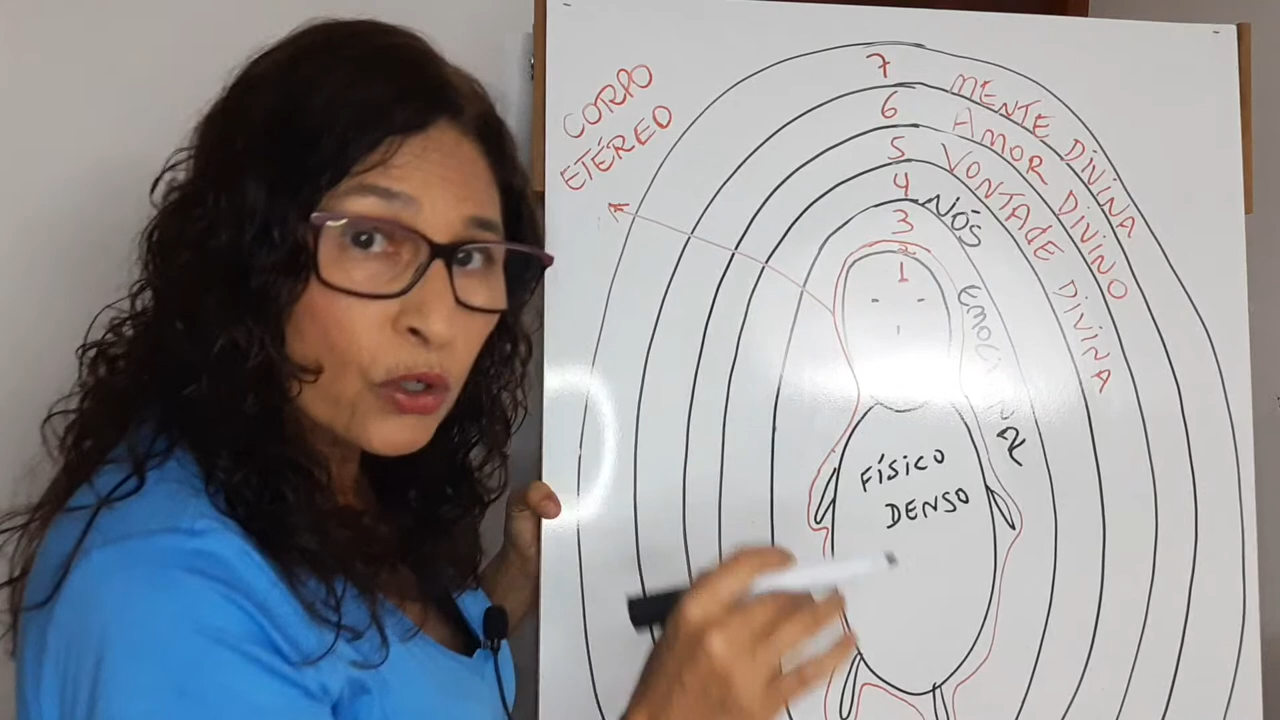 CORPO
ETÉREO
7
MENTE DIVINA
6
AMOR DIVINO
5
VONTADE DIVINA
4
NÓS
3
2
1
FÍSICO
DENSO